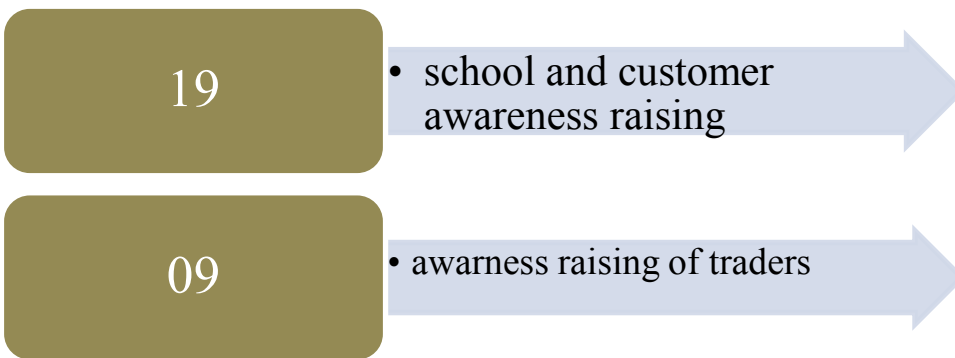 19
• school and customer
awareness raising
09
• awarness raising of traders